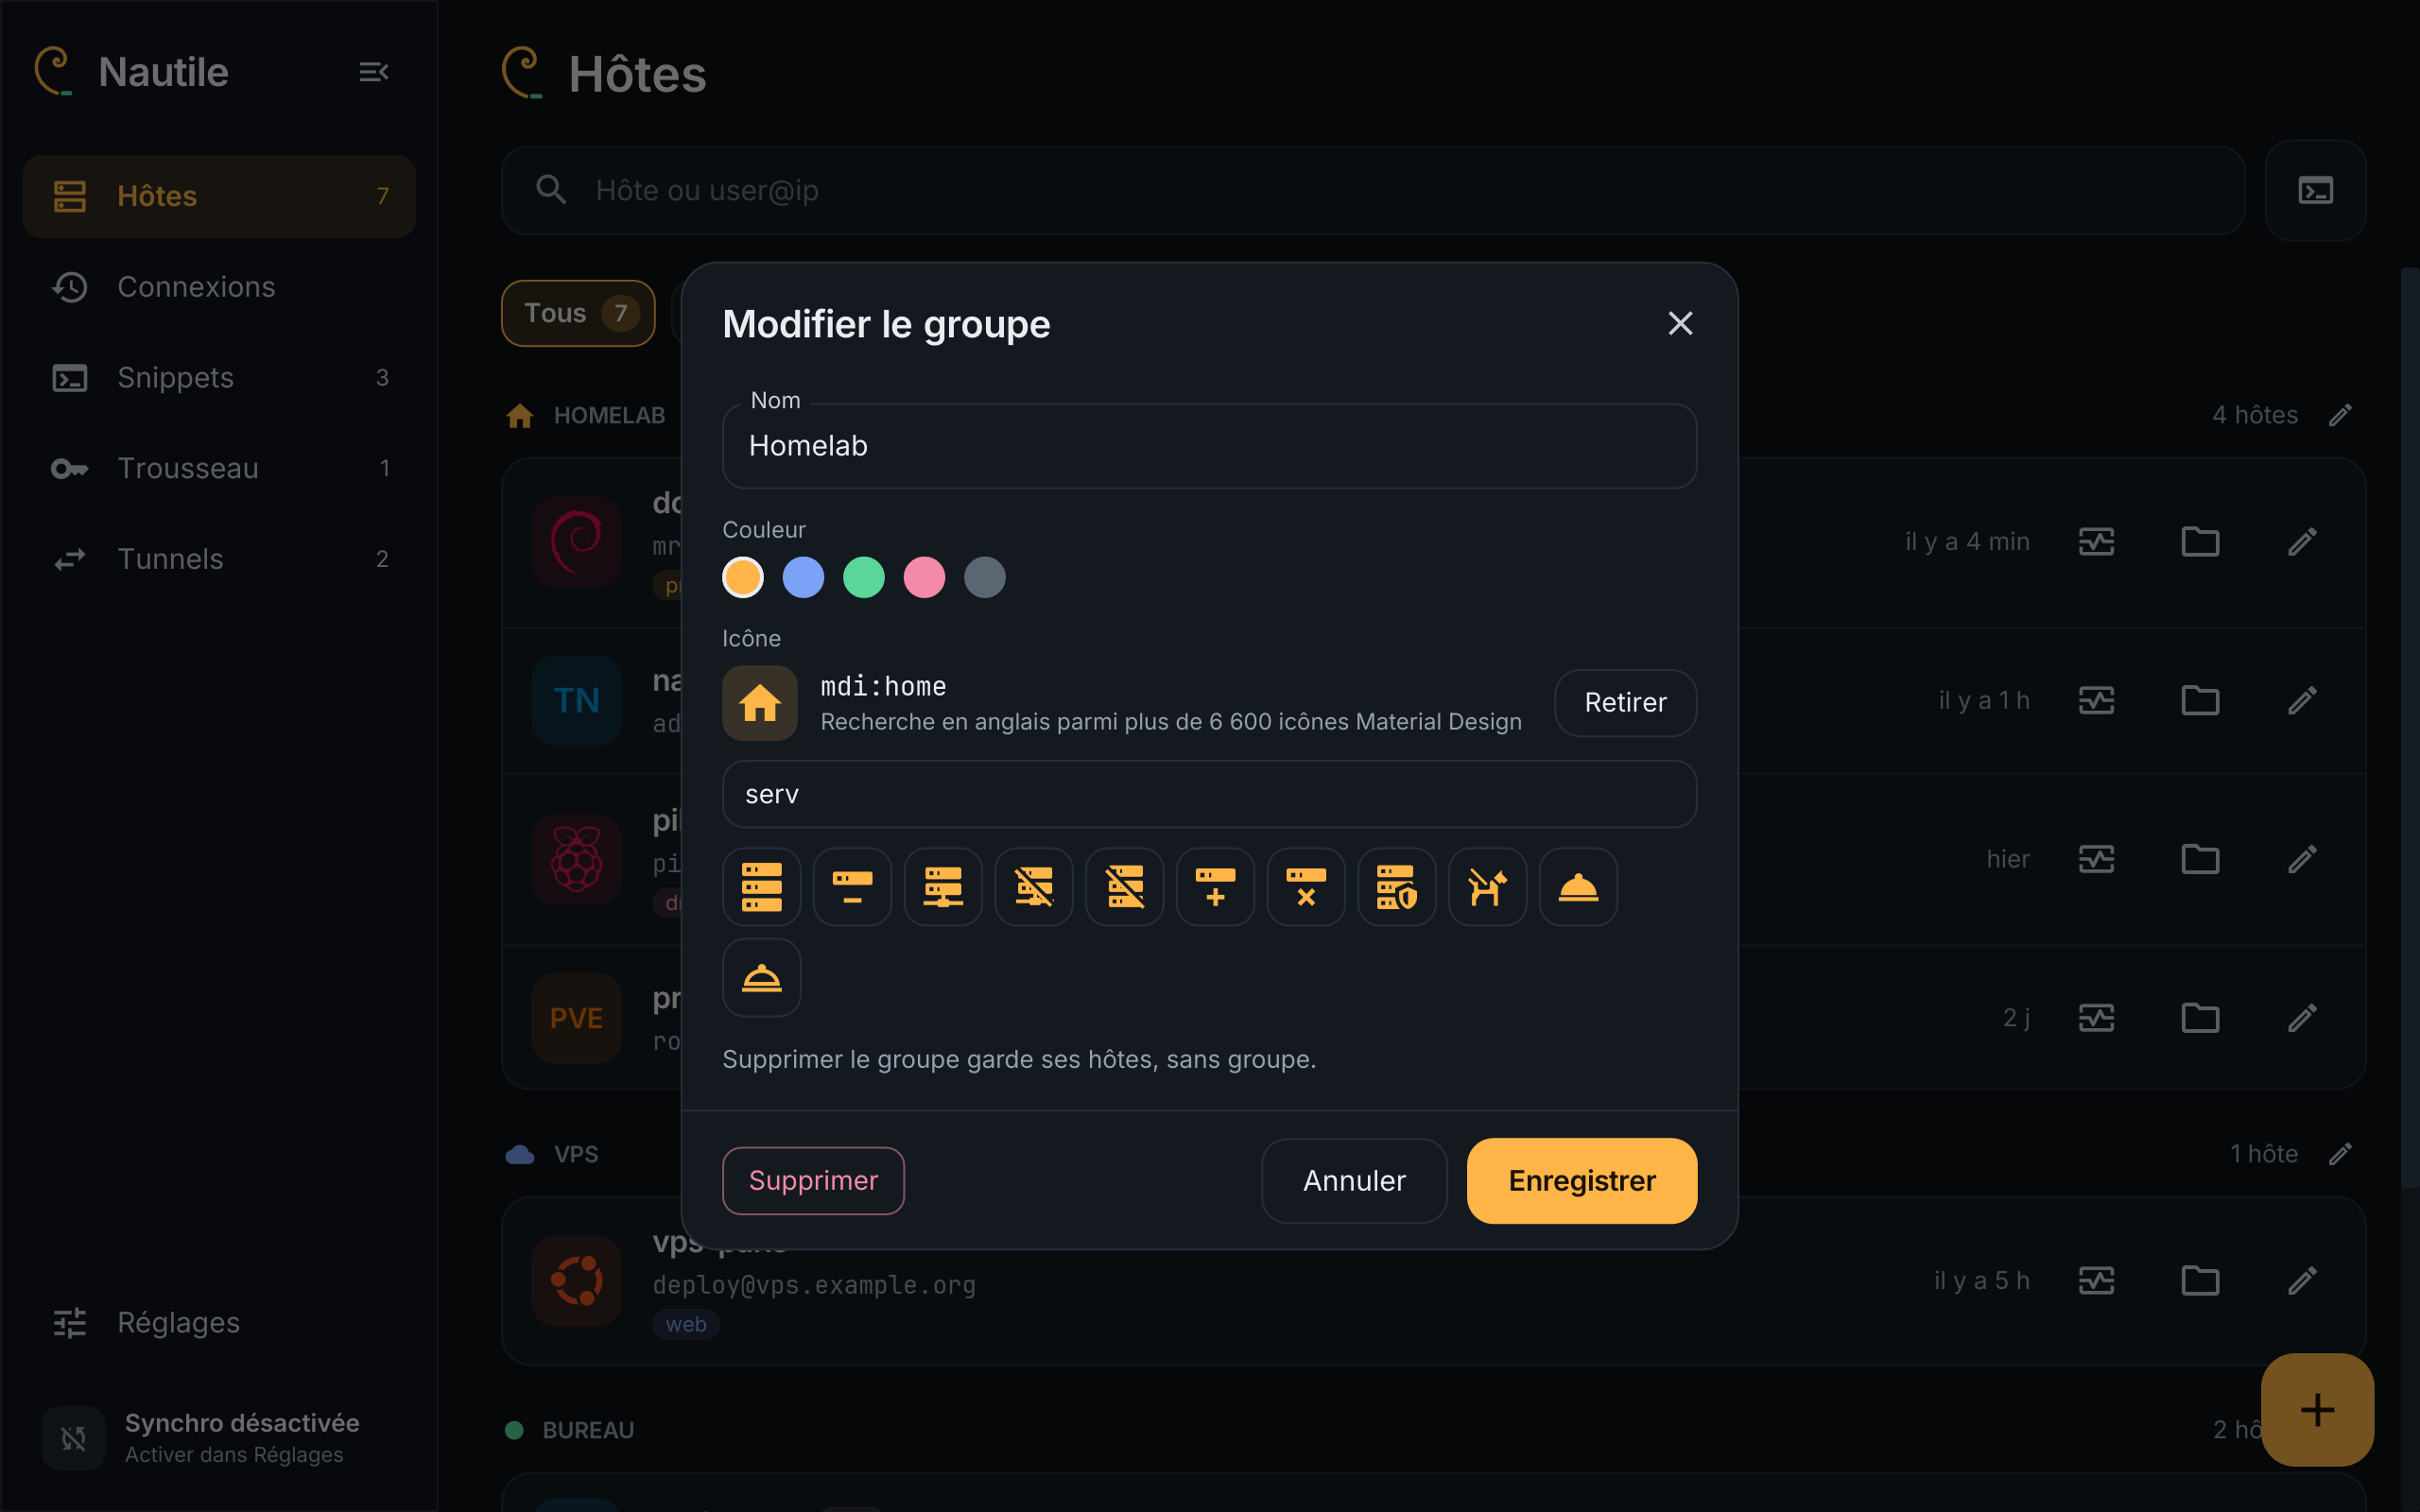 Nautile
Hôtes 7
Connexions
Snippets 3
Trousseau 1
Tunnels 2
Réglages
Synchro désactivée
Activer dans Réglages
Hôtes
Hôte ou user@ip
Tous 7
HOMELAB
4 hôtes
il y a 4 min
TN
il y a 1 h
hier
PVE
2 j
Modifier le groupe
Nom
Homelab
Couleur
Icône
mdi:home
Recherche en anglais parmi plus de 6 600 icônes Material Design
Retirer
serv
Supprimer le groupe garde ses hôtes, sans groupe.
Supprimer
Annuler
Enregistrer
VPS
1 hôte
deploy@vps.example.org
web
il y a 5 h
BUREAU